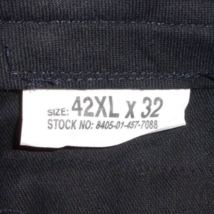 SIZE: 42XL x 32
STOCK NO: 8405-01-457-7088